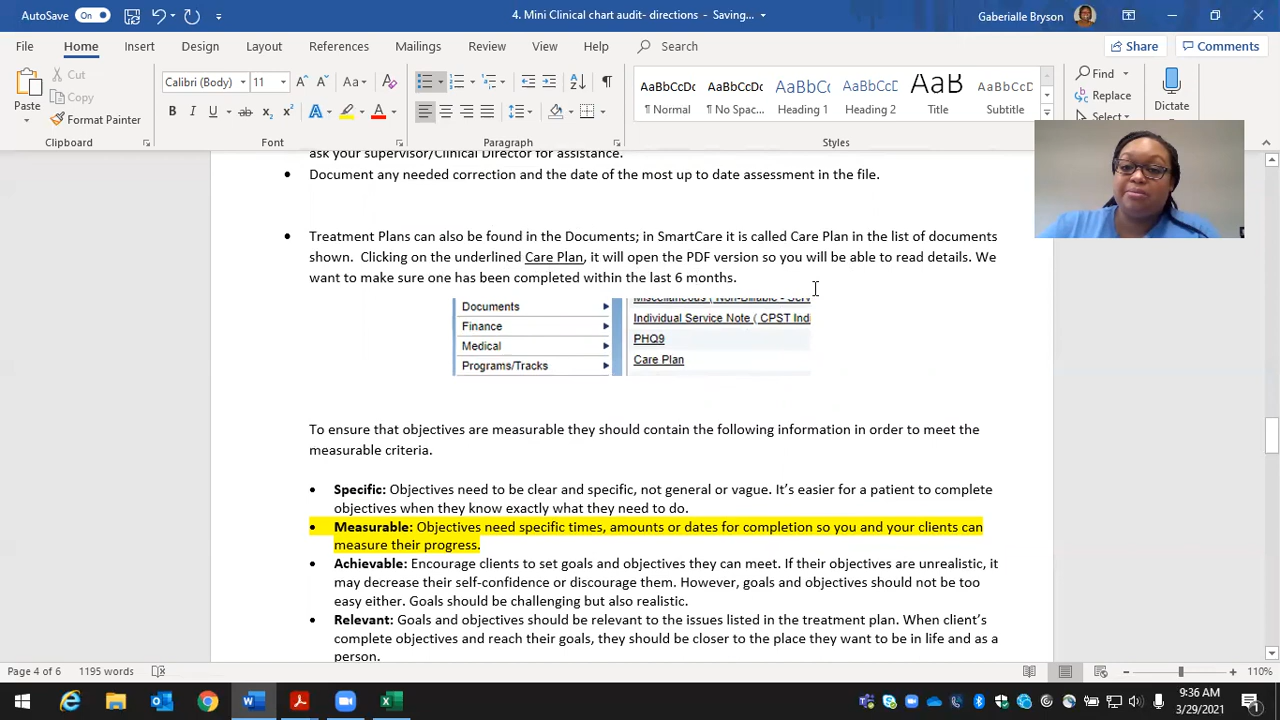 AutoSave On 4. Mini Clinical chart audit- directions - Saving... Gaberialle Bryson
File Home Insert Design Layout References Mailings Review View Help Search Share Comments
Paste Cut Copy Format Painter
Calibri (Body) 11
AaBbCcDc AaBbCcDc AaBbCc AaBbCcD AaB AaBbCcD
¶ Normal ¶ No Spac... Heading 1 Heading 2 Title Subtitle
Find Replace Select Dictate
Clipboard Font Paragraph Styles Voice
ask your supervisor/Clinical Director for assistance.
• Document any needed correction and the date of the most up to date assessment in the file.
• Treatment Plans can also be found in the Documents; in SmartCare it is called Care Plan in the list of documents
shown. Clicking on the underlined Care Plan, it will open the PDF version so you will be able to read details. We
want to make sure one has been completed within the last 6 months.
Documents
Finance Individual Service Note ( CPST Indi
Medical PHQ9
Programs/Tracks Care Plan
To ensure that objectives are measurable they should contain the following information in order to meet the
measurable criteria.
• Specific: Objectives need to be clear and specific, not general or vague. It's easier for a patient to complete
objectives when they know exactly what they need to do.
• Measurable: Objectives need specific times, amounts or dates for completion so you and your clients can
measure their progress.
• Achievable: Encourage clients to set goals and objectives they can meet. If their objectives are unrealistic, it
may decrease their self-confidence or discourage them. However, goals and objectives should not be too
easy either. Goals should be challenging but also realistic.
• Relevant: Goals and objectives should be relevant to the issues listed in the treatment plan. When client's
complete objectives and reach their goals, they should be closer to the place they want to be in life and as a
person.
Page 4 of 6 1195 words 110%
9:36 AM
3/29/2021